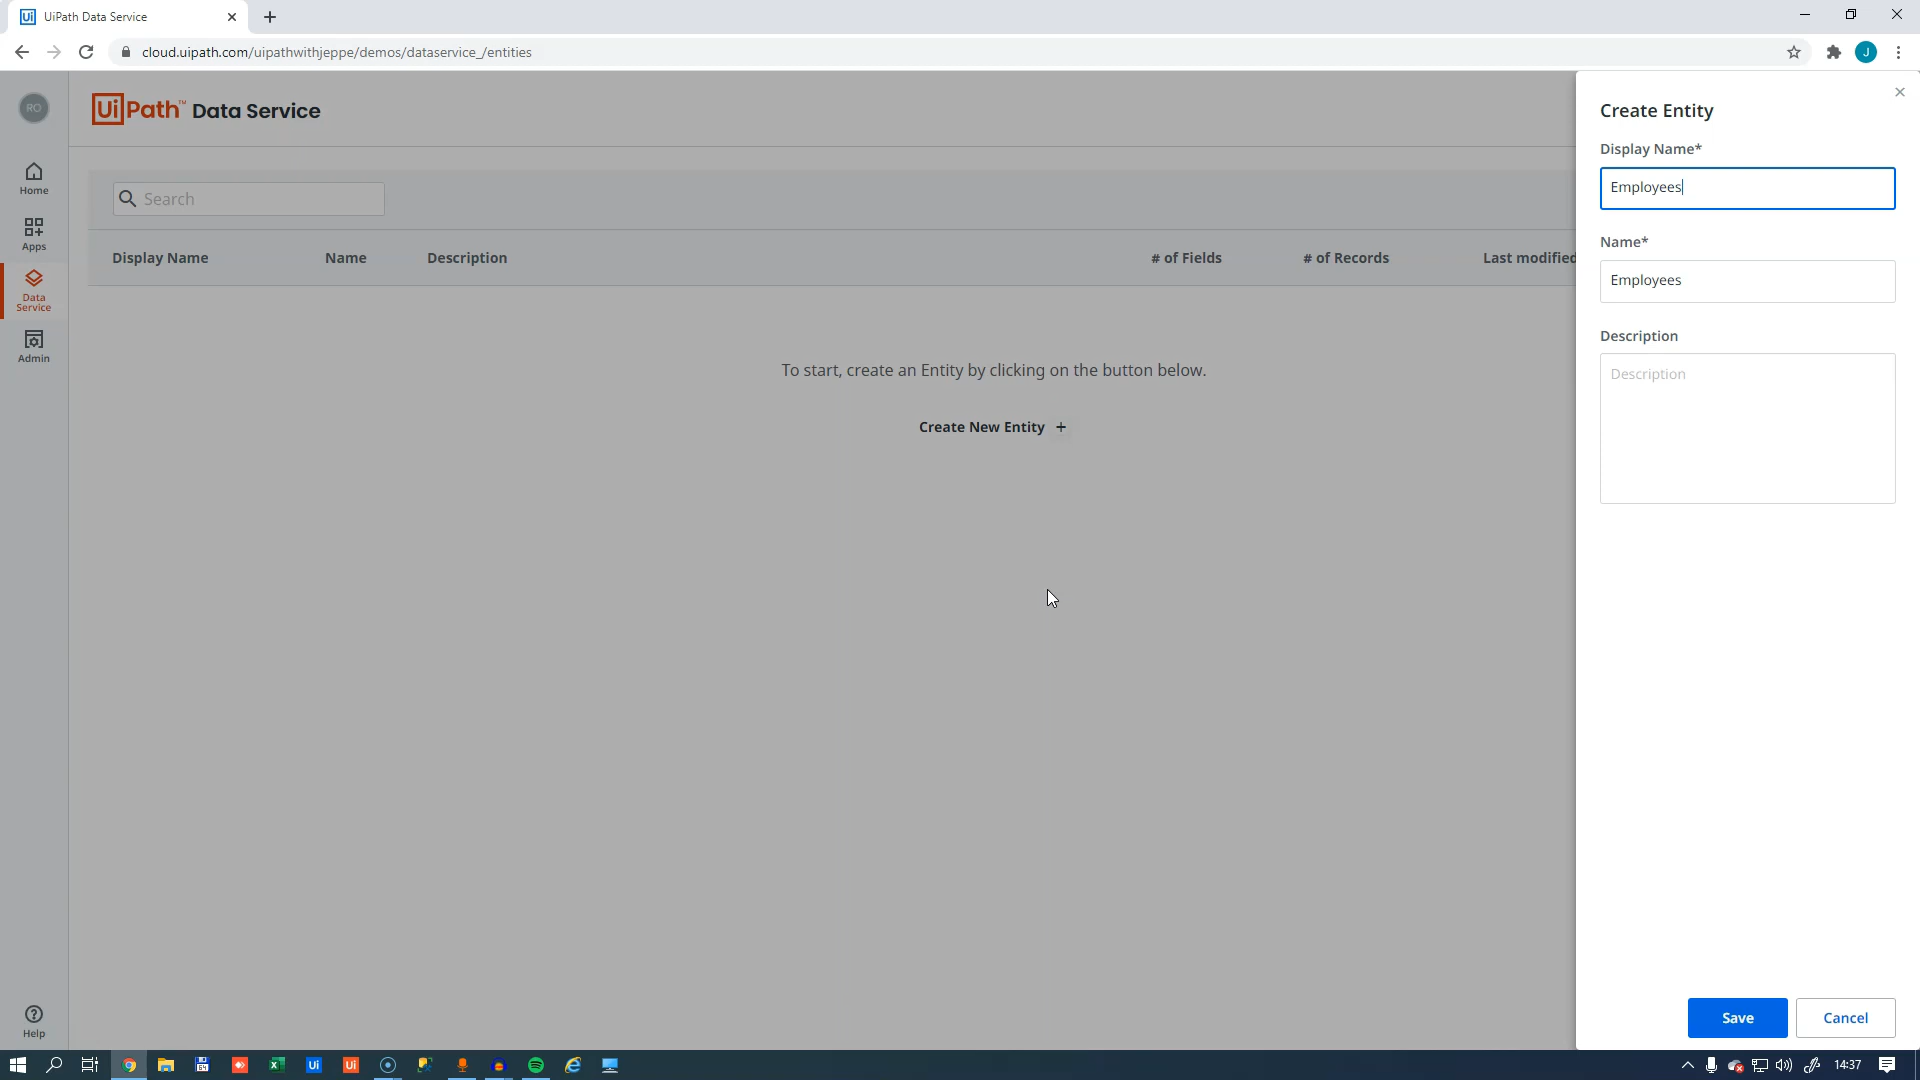 UiPath Data Service
cloud.uipath.com/uipathwithjeppe/demos/dataservice_/entities
J
RO
UiPath™ Data Service
Home
Apps
Data Service
Admin
Help
Search
Display Name Name Description # of Fields # of Records Last modified
To start, create an Entity by clicking on the button below.
Create New Entity +
Create Entity
Display Name*
Employees
Name*
Employees
Description
Description
Save Cancel
14:37